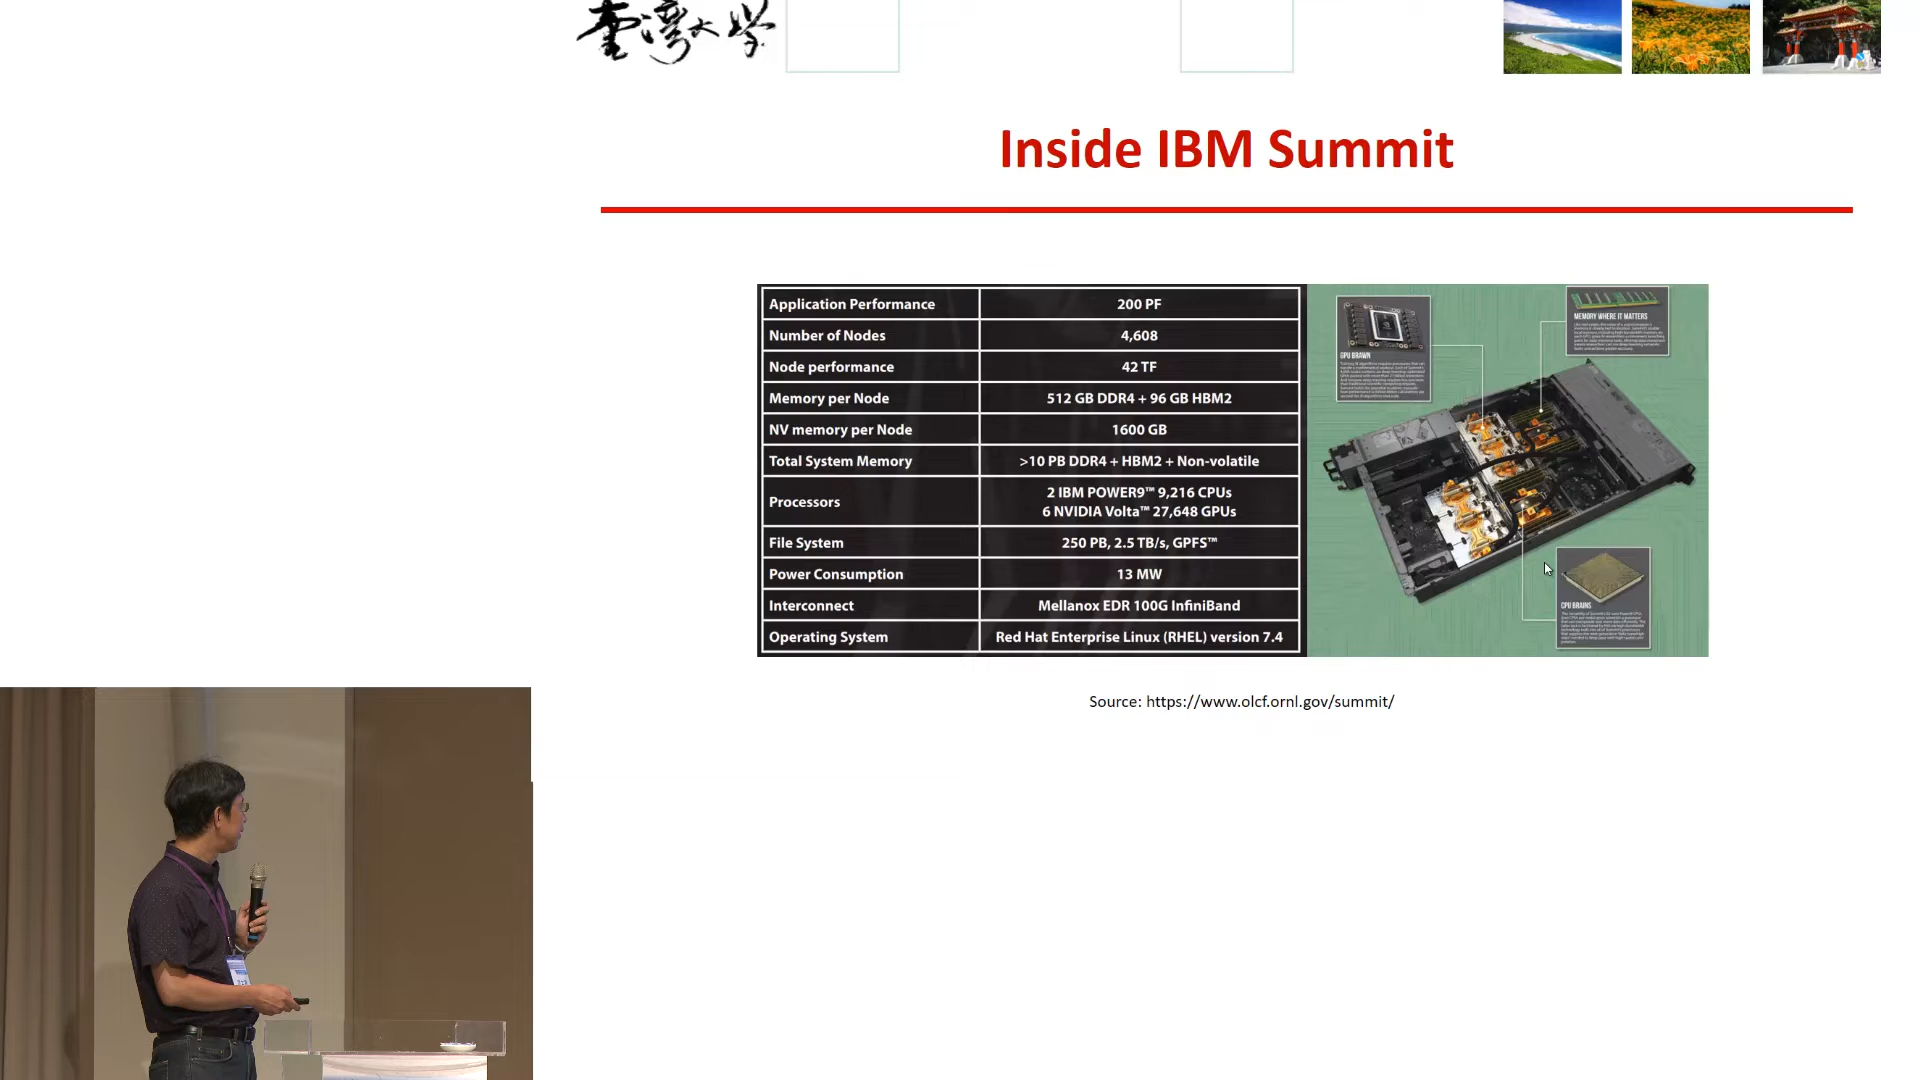 臺灣大學
Inside IBM Summit
Application Performance 200 PF
Number of Nodes 4,608
Node performance 42 TF
Memory per Node 512 GB DDR4 + 96 GB HBM2
NV memory per Node 1600 GB
Total System Memory >10 PB DDR4 + HBM2 + Non-volatile
Processors 2 IBM POWER9™ 9,216 CPUs
6 NVIDIA Volta™ 27,648 GPUs
File System 250 PB, 2.5 TB/s, GPFS™
Power Consumption 13 MW
Interconnect Mellanox EDR 100G InfiniBand
Operating System Red Hat Enterprise Linux (RHEL) version 7.4
GPU BRAWN
MEMORY WHERE IT MATTERS
CPU BRAINS
Source: https://www.olcf.ornl.gov/summit/